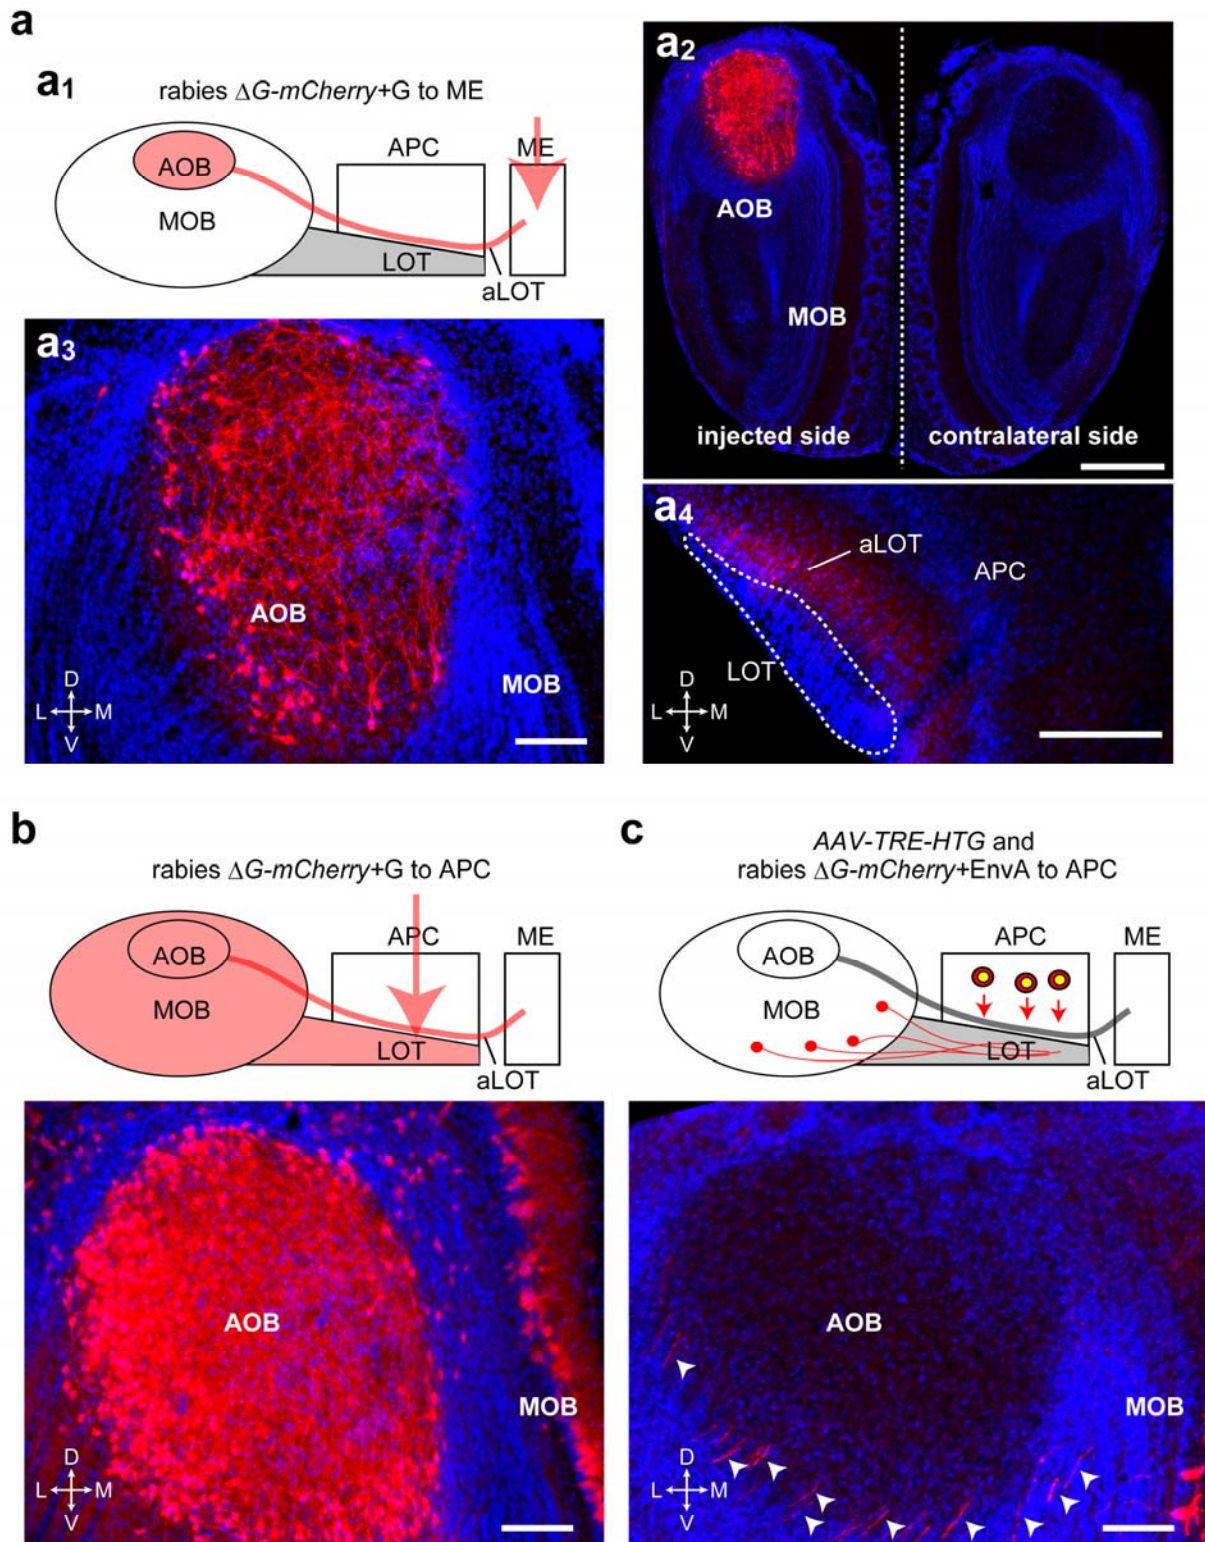 a
a1
rabies ΔG-mCherry+G to ME
AOB
MOB
APC
ME
LOT
aLOT
a2
AOB
MOB
injected side
contralateral side
a3
AOB
MOB
D
L M
V
a4
aLOT
APC
LOT
D
L M
V
b
rabies ΔG-mCherry+G to APC
AOB
MOB
APC
ME
LOT
aLOT
AOB
MOB
D
L M
V
c
AAV-TRE-HTG and
rabies ΔG-mCherry+EnvA to APC
AOB
MOB
APC
ME
LOT
aLOT
AOB
MOB
D
L M
V